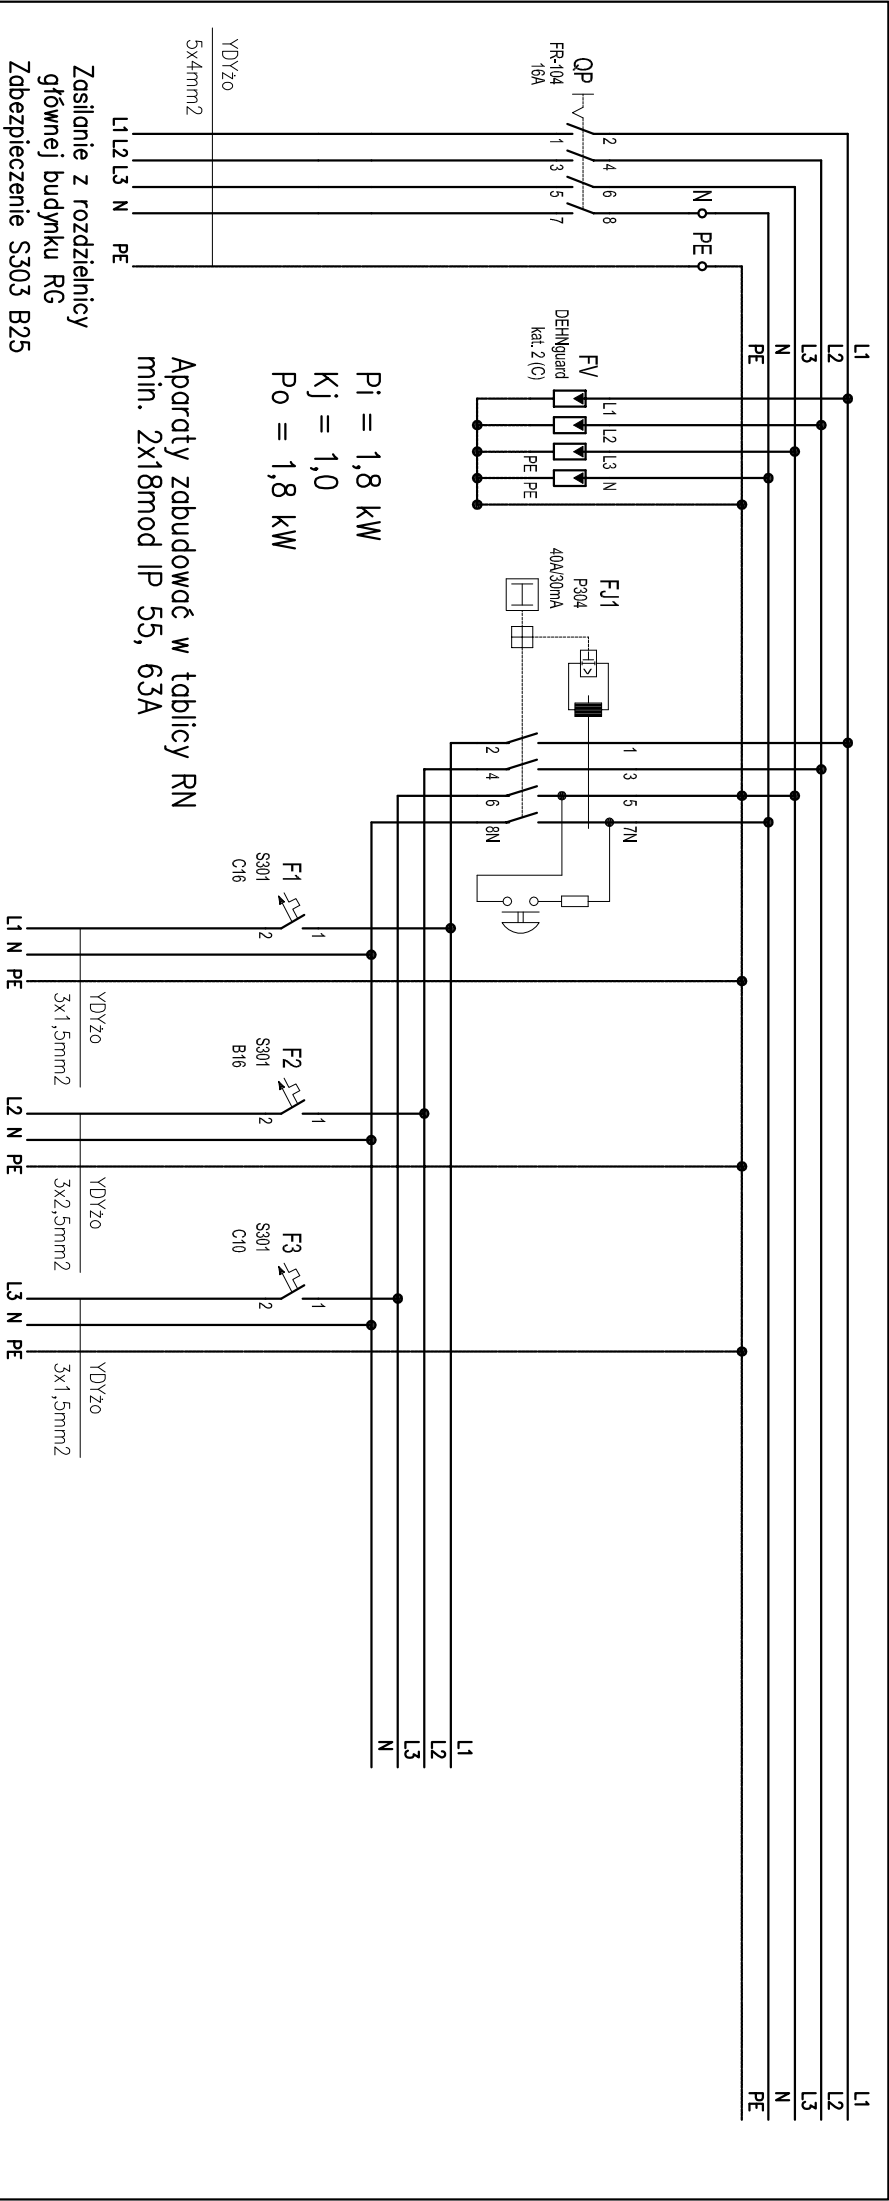 L1
L2
L3
N
PE
L1
L2
L3
N
PE
QP
FR-104
16A
2
4
6
8
1
3
5
7
N
PE
YDYżo
5x4mm2
L1 L2 L3 N PE
Zasilanie z rozdzielnicy
głównej budynku RG
Zabezpieczenie S303 B25
FV
DEHNguard
kat. 2 (C)
L1
L2
L3
N
PE
PE
Pi = 1,8 kW
Kj = 1,0
Po = 1,8 kW
Aparaty zabudować w tablicy RN
min. 2x18mod IP 55, 63A
FJ1
P304
40A/30mA
1
3
5
7N
2
4
6
8N
L1
L2
L3
N
F1
S301
C16
1
2
YDYżo
3x1,5mm2
L1 N PE
F2
S301
B16
1
2
YDYżo
3x2,5mm2
L2 N PE
F3
S301
C10
1
2
YDYżo
3x1,5mm2
L3 N PE